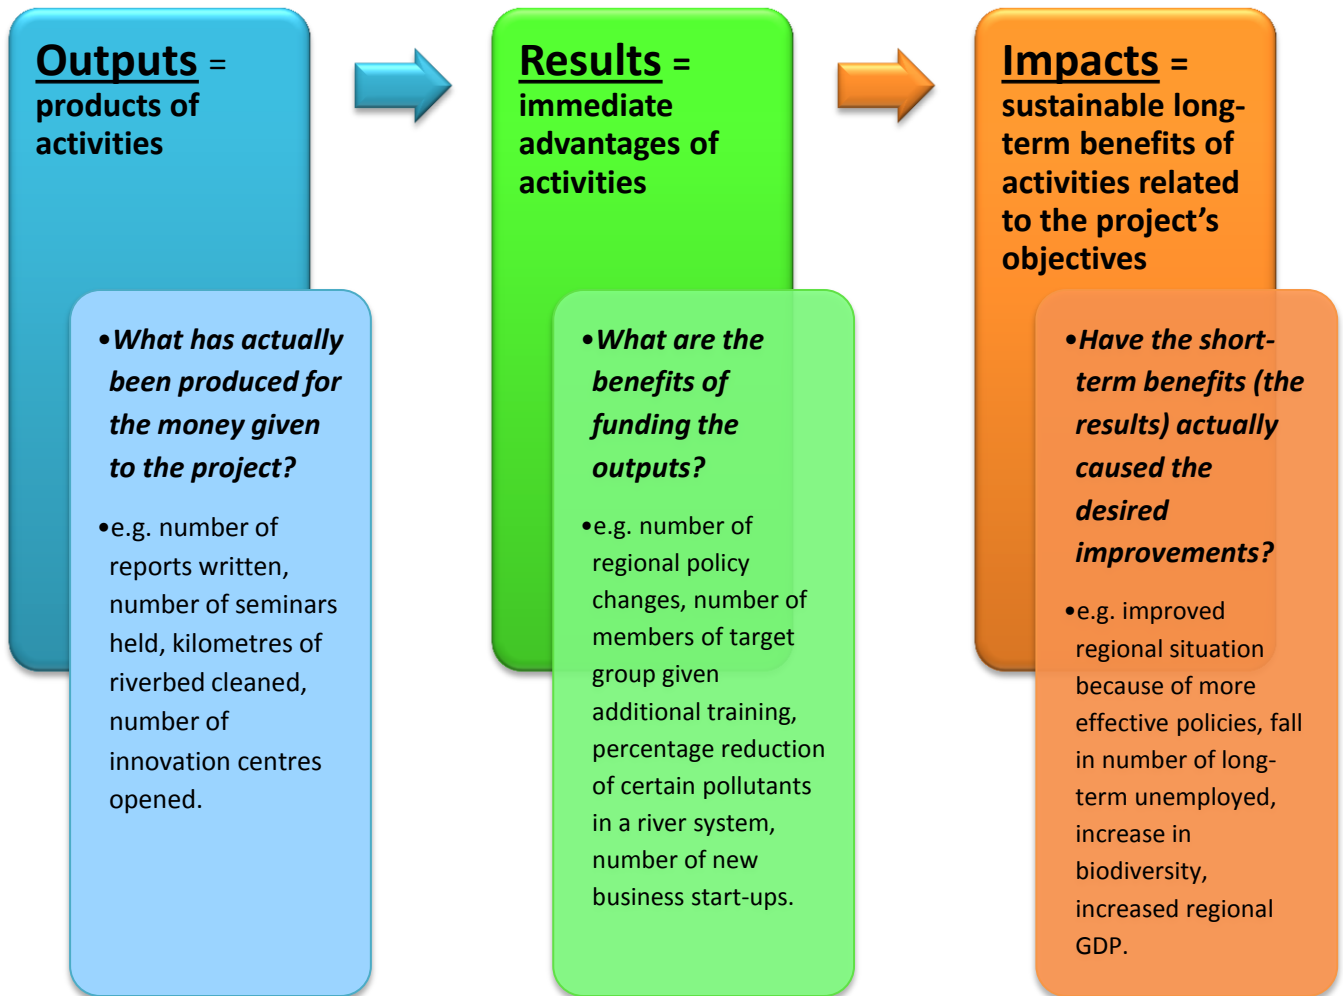 Outputs =
products of
activities
•What has actually
been produced for
the money given
to the project?
•e.g. number of
reports written,
number of seminars
held, kilometres of
riverbed cleaned,
number of
innovation centres
opened.
Results =
immediate
advantages of
activities
•What are the
benefits of
funding the
outputs?
•e.g. number of
regional policy
changes, number of
members of target
group given
additional training,
percentage reduction
of certain pollutants
in a river system,
number of new
business start-ups.
Impacts =
sustainable long-
term benefits of
activities related
to the project’s
objectives
•Have the short-
term benefits (the
results) actually
caused the
desired
improvements?
•e.g. improved
regional situation
because of more
effective policies, fall
in number of long-
term unemployed,
increase in
biodiversity,
increased regional
GDP.